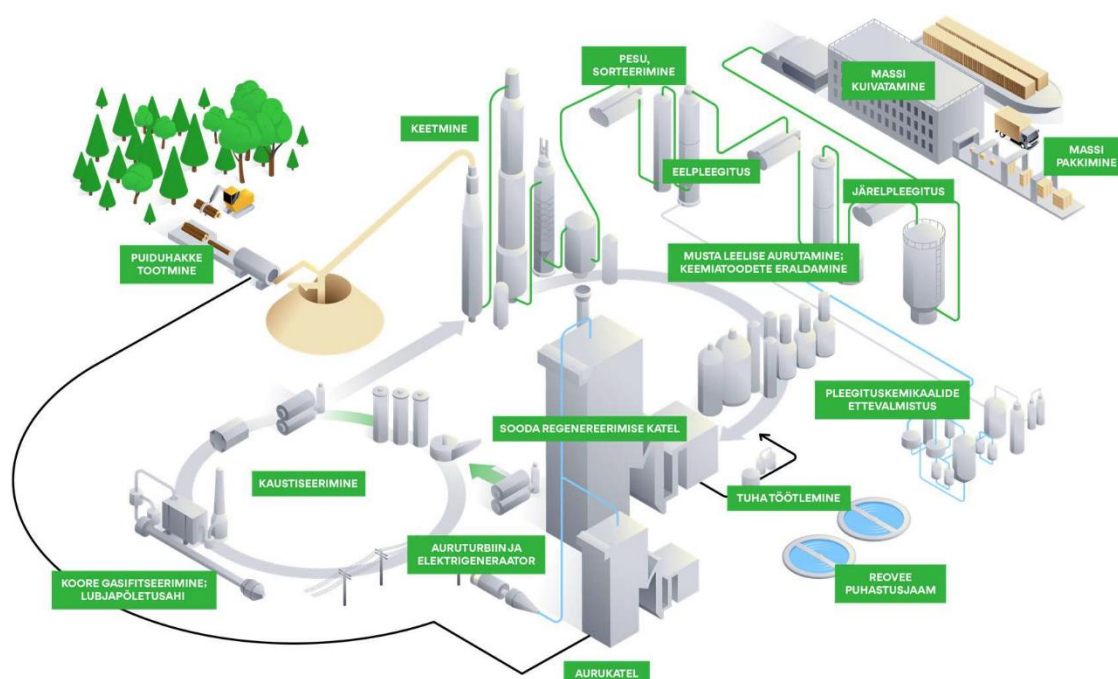 PESU,
SORTEERIMINE
MASSI
KUIVATAMINE
KEETMINE
MASSI
PAKKIMINE
EELPLEEGITUS
JÄRELPLEEGITUS
PUIDUHAKKE
TOOTMINE
MUSTA LEELISE AURUTAMINE;
KEEMIATOODETE ERALDAMINE
PLEEGITUSKEMIKAALIDE
ETTEVALMISTUS
SOODA REGENEREERIMISE KATEL
KAUSTISEERIMINE
TUHA TÖÖTLEMINE
AURUTURBIIN JA
ELEKTRIGENERAATOR
KOORE GASIFITSEERIMINE;
LUBJAPÕLETUSAHI
REOVEE
PUHASTUSJAAM
AURUKATEL